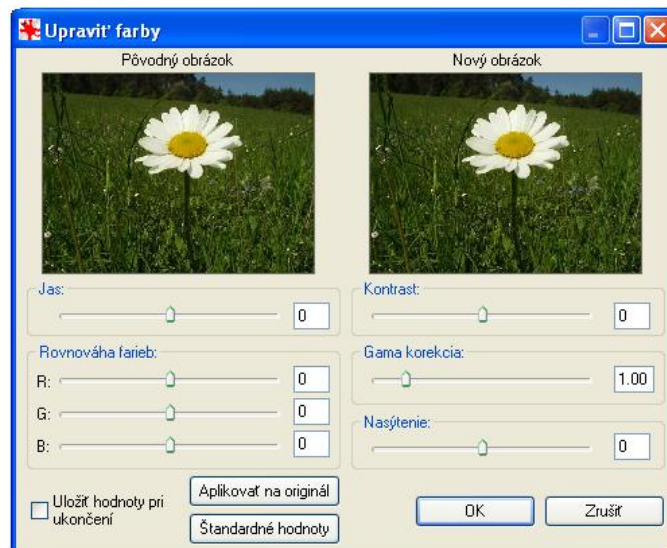 Upraviť farby
Pôvodný obrázok
Nový obrázok
Jas:
0
Kontrast:
0
Rovnováha farieb:
R:
0
G:
0
B:
0
Gama korekcia:
1.00
Nasýtenie:
0
Uložiť hodnoty pri
ukončení
Aplikovať na originál
Štandardné hodnoty
OK
Zrušiť